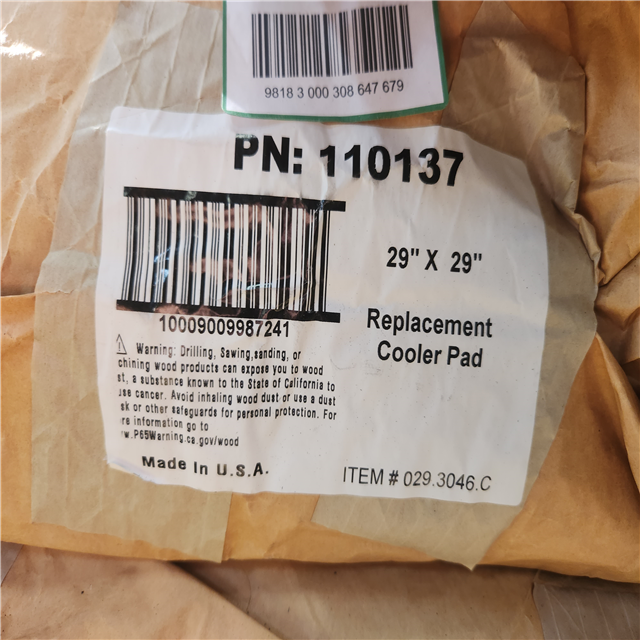 9818 3 000 308 647 679
PN: 110137
29" X 29"
Replacement
Cooler Pad
10009009987241
⚠ Warning: Drilling, Sawing,sanding, or
chining wood products can expose you to wood
st, a substance known to the State of California to
use cancer. Avoid inhaling wood dust or use a dust
sk or other safeguards for personal protection. For
re information go to
w.P65Warning.ca.gov/wood
Made In U.S.A.
ITEM # 029.3046.C